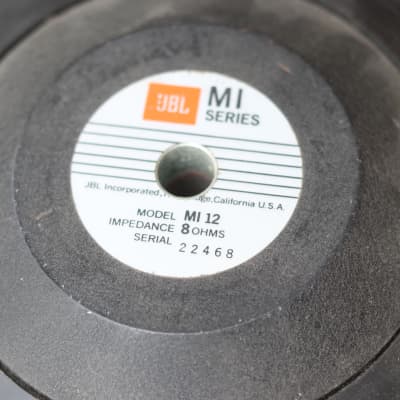 JBL
MI
SERIES
JBL Incorporated, California U.S.A.
MODEL MI 12
IMPEDANCE 8 OHMS
SERIAL 22468